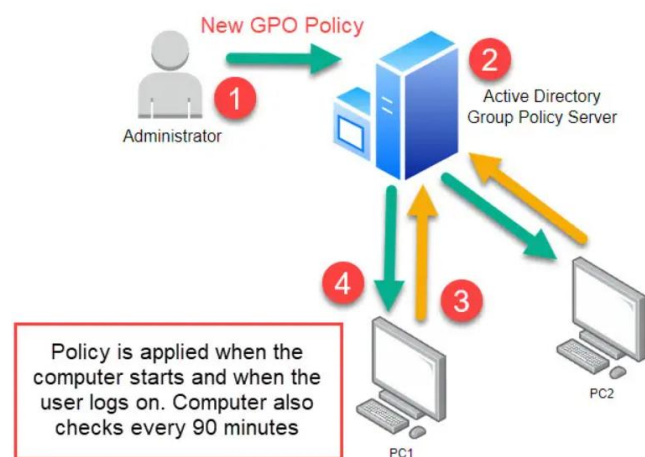 New GPO Policy
1
Administrator
2
Active Directory
Group Policy Server
4
3
Policy is applied when the
computer starts and when the
user logs on. Computer also
checks every 90 minutes
PC1
PC2